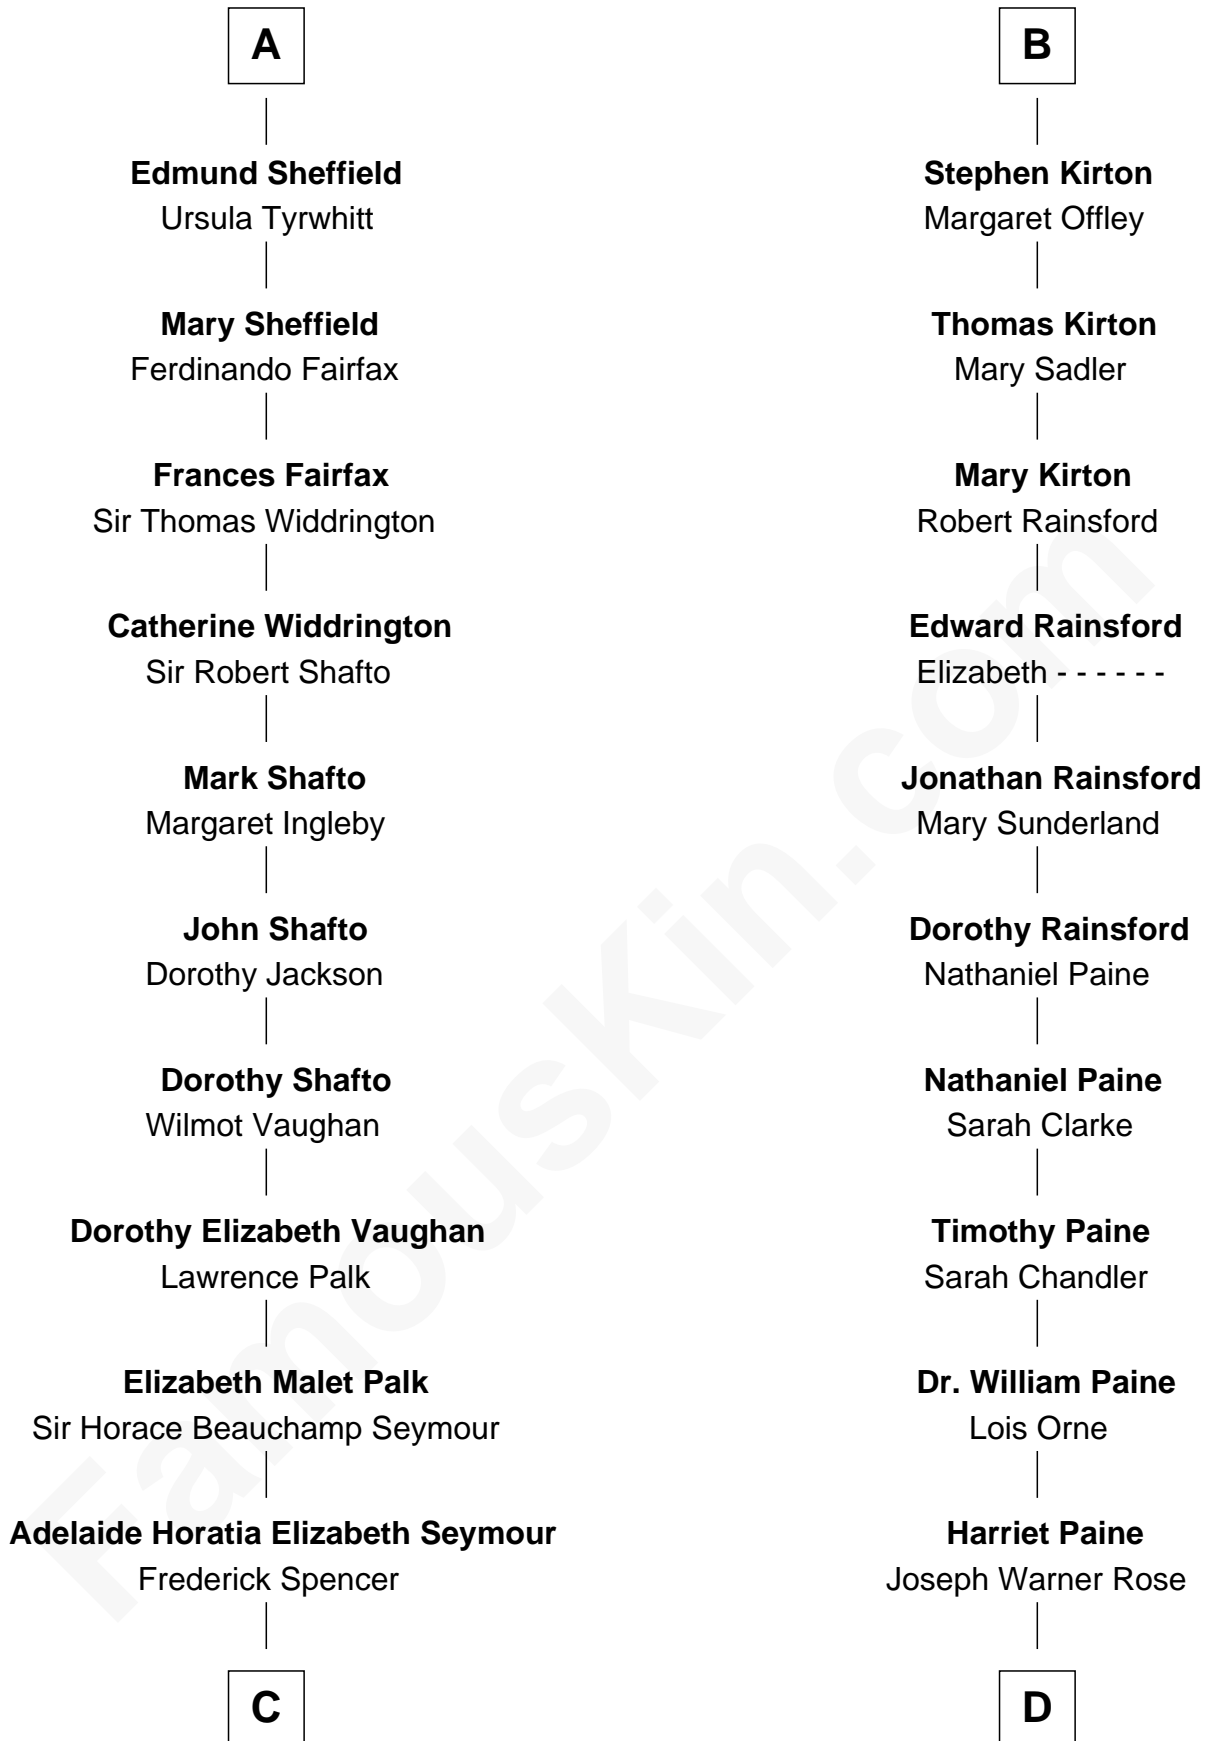 A
Edmund Sheffield
Ursula Tyrwhitt
Mary Sheffield
Ferdinando Fairfax
Frances Fairfax
Sir Thomas Widdrington
Catherine Widdrington
Sir Robert Shafto
Mark Shafto
Margaret Ingleby
John Shafto
Dorothy Jackson
Dorothy Shafto
Wilmot Vaughan
Dorothy Elizabeth Vaughan
Lawrence Palk
Elizabeth Malet Palk
Sir Horace Beauchamp Seymour
Adelaide Horatia Elizabeth Seymour
Frederick Spencer
C
B
Stephen Kirton
Margaret Offley
Thomas Kirton
Mary Sadler
Mary Kirton
Robert Rainsford
Edward Rainsford
Elizabeth - - - - - -
Jonathan Rainsford
Mary Sunderland
Dorothy Rainsford
Nathaniel Paine
Nathaniel Paine
Sarah Clarke
Timothy Paine
Sarah Chandler
Dr. William Paine
Lois Orne
Harriet Paine
Joseph Warner Rose
D
FamousKin.com